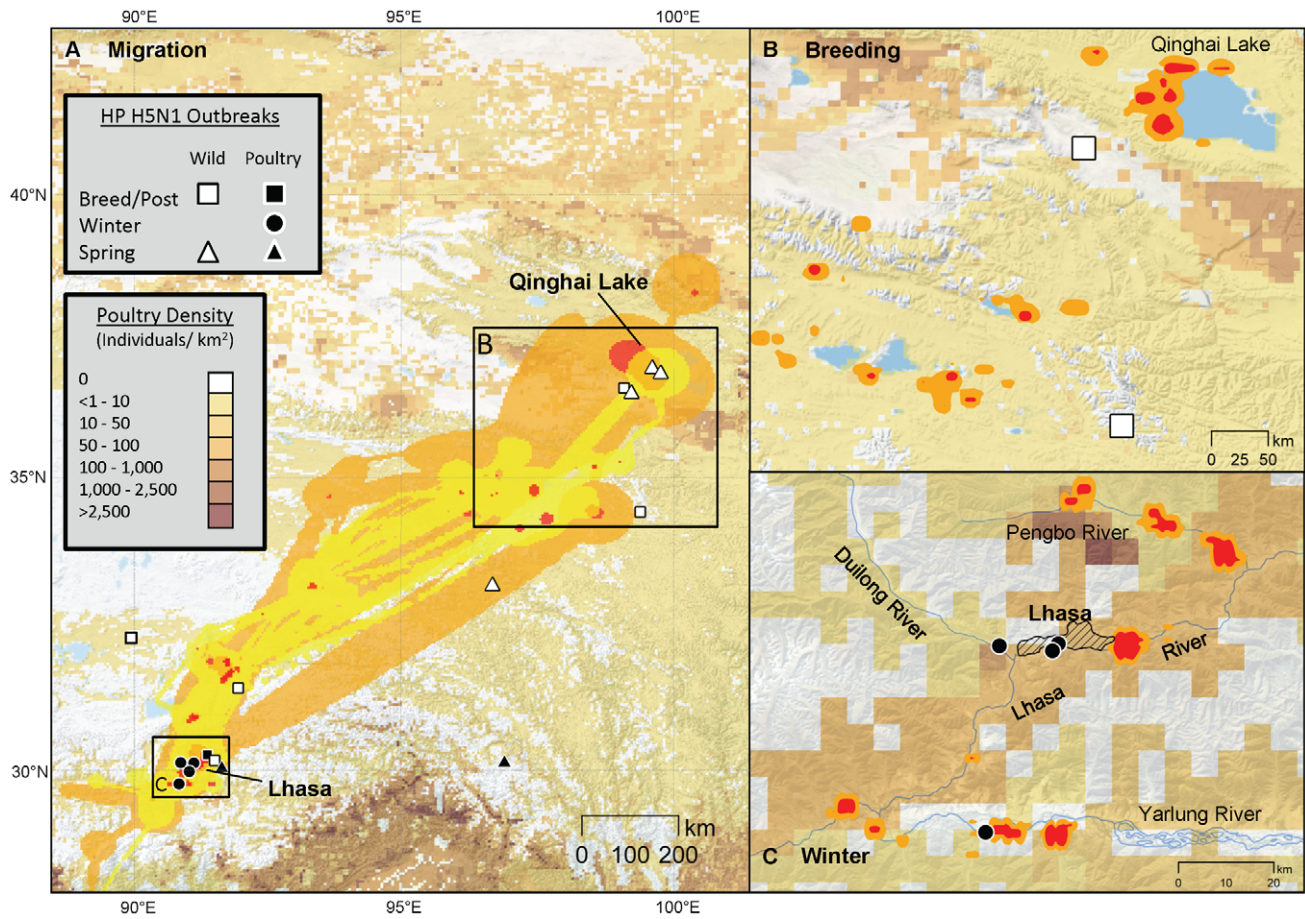 90°E 95°E 100°E
A Migration
HP H5N1 Outbreaks
Wild Poultry
Breed/Post
Winter
Spring
Poultry Density
(Individuals/ km²)
0
<1 - 10
10 - 50
50 - 100
100 - 1,000
1,000 - 2,500
>2,500
40°N
35°N
30°N
Qinghai Lake
B
C
Lhasa
km
0 100 200
90°E 95°E 100°E
B Breeding
Qinghai Lake
km
0 25 50
Pengbo River
Duilong River
Lhasa
River
Lhasa
Yarlung River
C Winter
km
0 10 20